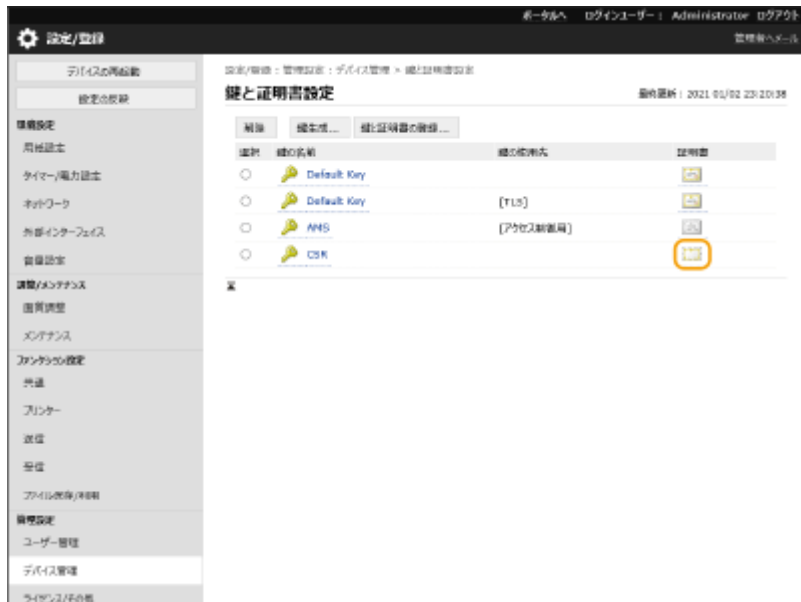 ポータルへ ログインユーザー： Administrator ログアウト
設定/登録
管理者へメール
デバイスの再起動
設定の反映
環境設定
用紙設定
タイマー/電力設定
ネットワーク
外部インターフェイス
音量設定
調整/メンテナンス
画質調整
メンテナンス
ファンクション設定
共通
プリンター
送信
受信
ファイル保存/利用
管理設定
ユーザー管理
デバイス管理
ライセンス/その他
設定/登録：管理設定：デバイス管理 > 鍵と証明書設定
鍵と証明書設定
最終更新：2021 01/02 23:20:38
削除 鍵生成... 鍵と証明書の登録...
選択 鍵の名前 鍵の使用先 証明書
Default Key
Default Key [TLS]
AMS [アクセス制御用]
CSR